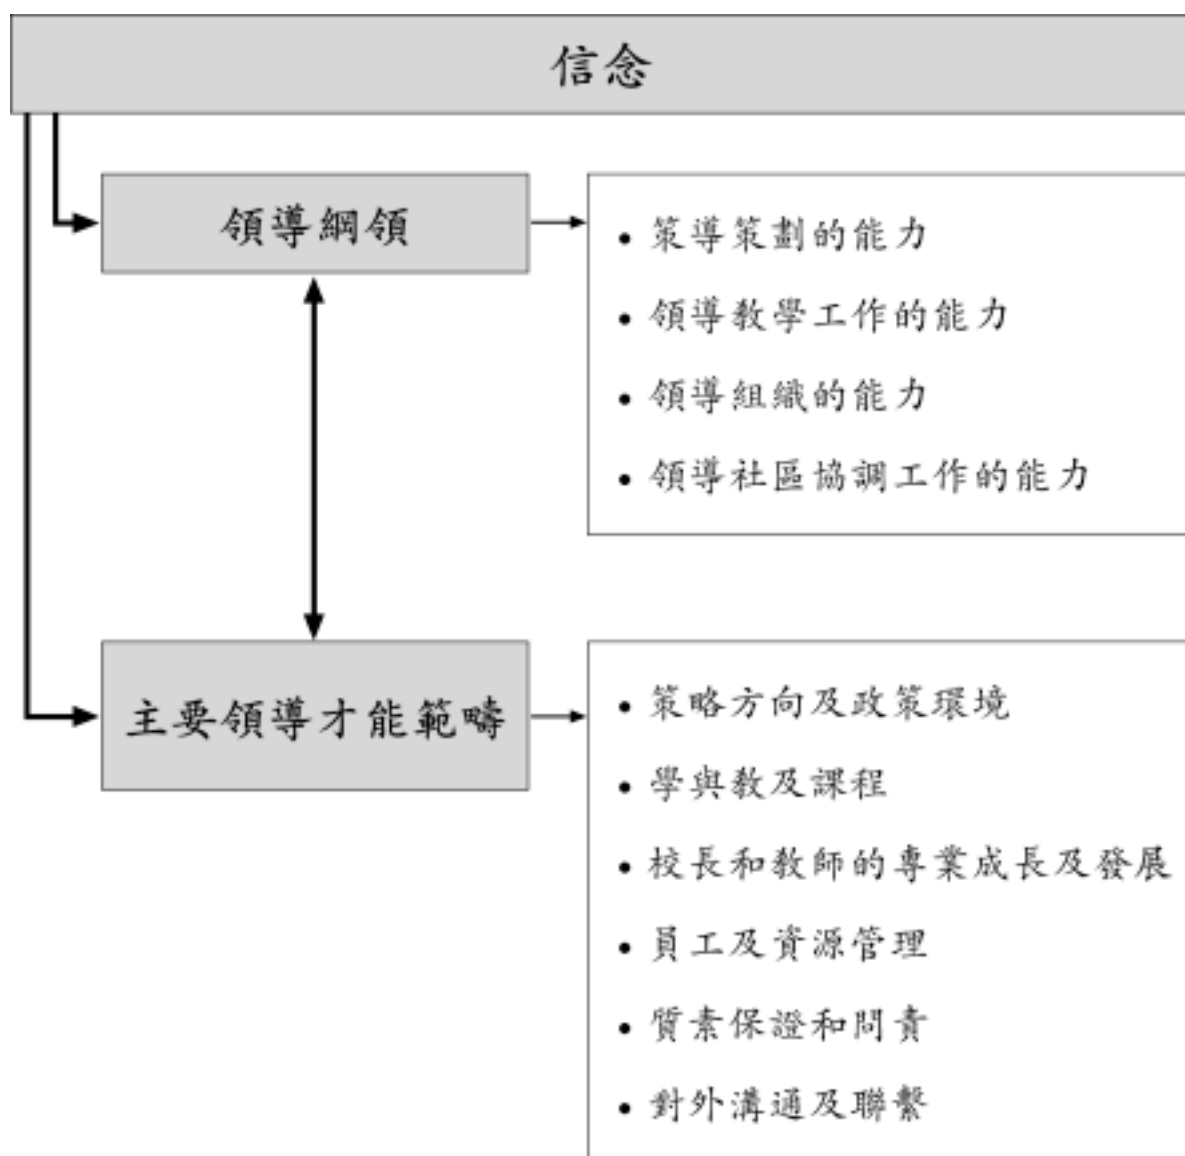 信念
領導綱領
• 策導策劃的能力
• 領導教學工作的能力
• 領導組織的能力
• 領導社區協調工作的能力
主要領導才能範疇
• 策略方向及政策環境
• 學與教及課程
• 校長和教師的專業成長及發展
• 員工及資源管理
• 質素保證和問責
• 對外溝通及聯繫